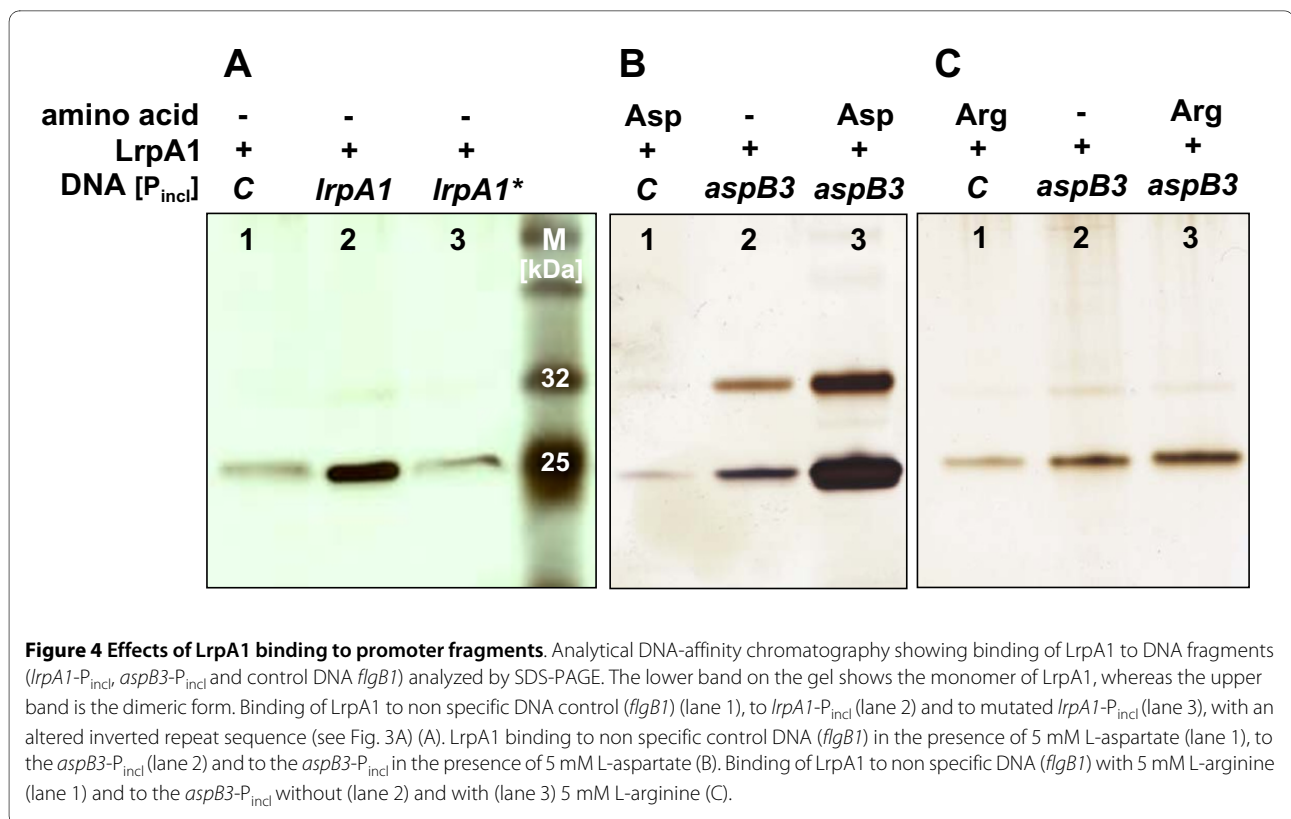 A B C
amino acid - - - Asp - Asp Arg - Arg
LrpA1 + + + + + + + + +
DNA [Pincl] C lrpA1 lrpA1* C aspB3 aspB3 C aspB3 aspB3
1 2 3 M 1 2 3 1 2 3
[kDa]
32
25
Figure 4 Effects of LrpA1 binding to promoter fragments. Analytical DNA-affinity chromatography showing binding of LrpA1 to DNA fragments
(lrpA1-Pincl, aspB3-Pincl and control DNA flgB1) analyzed by SDS-PAGE. The lower band on the gel shows the monomer of LrpA1, whereas the upper
band is the dimeric form. Binding of LrpA1 to non specific DNA control (flgB1) (lane 1), to lrpA1-Pincl (lane 2) and to mutated lrpA1-Pincl (lane 3), with an
altered inverted repeat sequence (see Fig. 3A) (A). LrpA1 binding to non specific control DNA (flgB1) in the presence of 5 mM L-aspartate (lane 1), to
the aspB3-Pincl (lane 2) and to the aspB3-Pincl in the presence of 5 mM L-aspartate (B). Binding of LrpA1 to non specific DNA (flgB1) with 5 mM L-arginine
(lane 1) and to the aspB3-Pincl without (lane 2) and with (lane 3) 5 mM L-arginine (C).